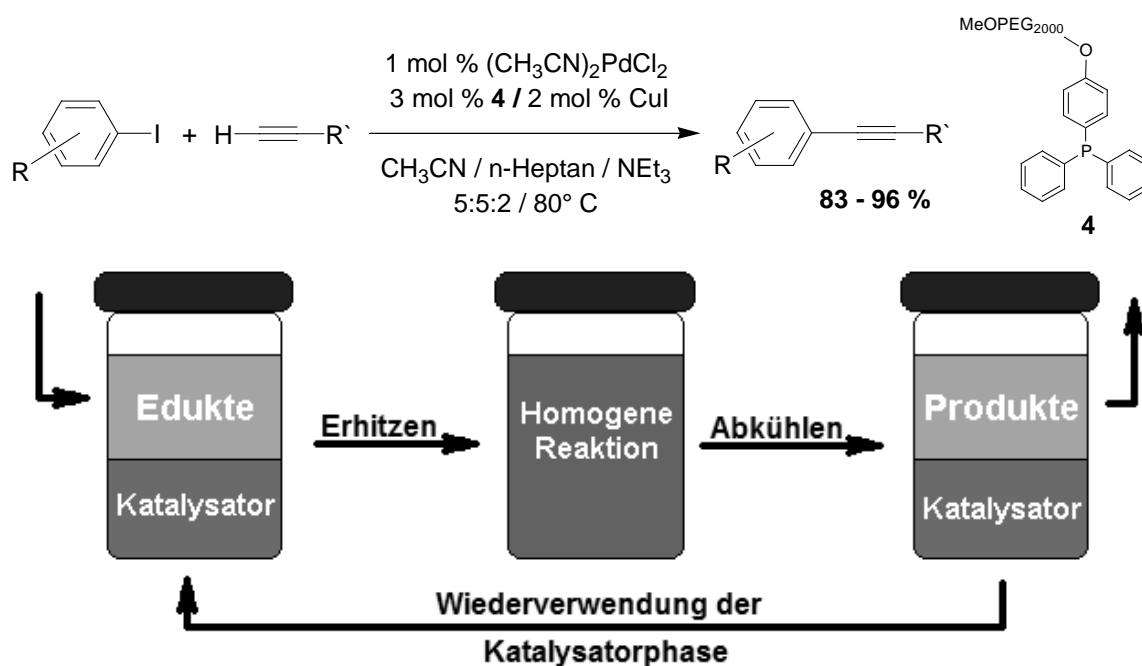 MeOPEG2000
O
1 mol % (CH3CN)2PdCl2
3 mol % 4 / 2 mol % CuI
I + H R`
R
R`
R
P
CH3CN / n-Heptan / NEt3
5:5:2 / 80° C
83 - 96 %
4
Edukte
Katalysator
Erhitzen
Homogene
Reaktion
Abkühlen
Produkte
Katalysator
Wiederverwendung der
Katalysatorphase